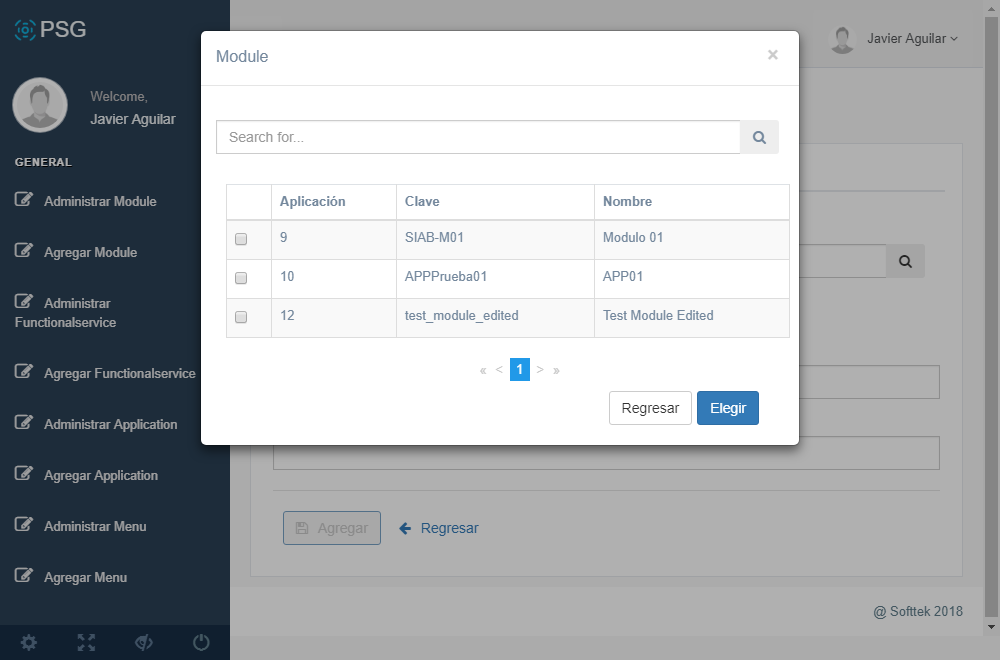 PSG
Welcome,
Javier Aguilar
GENERAL
Administrar Module
Agregar Module
Administrar
Functionalservice
Agregar Functionalservice
Administrar Application
Agregar Application
Administrar Menu
Agregar Menu
Javier Aguilar
Module ×
Search for...
Aplicación Clave Nombre
9 SIAB-M01 Modulo 01
10 APPPrueba01 APP01
12 test_module_edited Test Module Edited
« < 1 > »
Regresar Elegir
Agregar Regresar
@ Softtek 2018